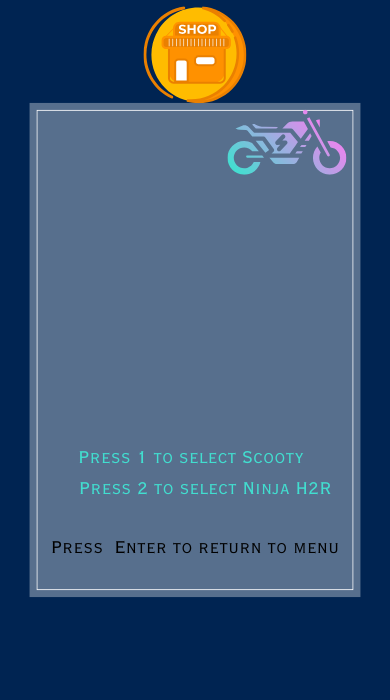 SHOP
Press 1 to select Scooty
Press 2 to select Ninja H2R
Press Enter to return to menu